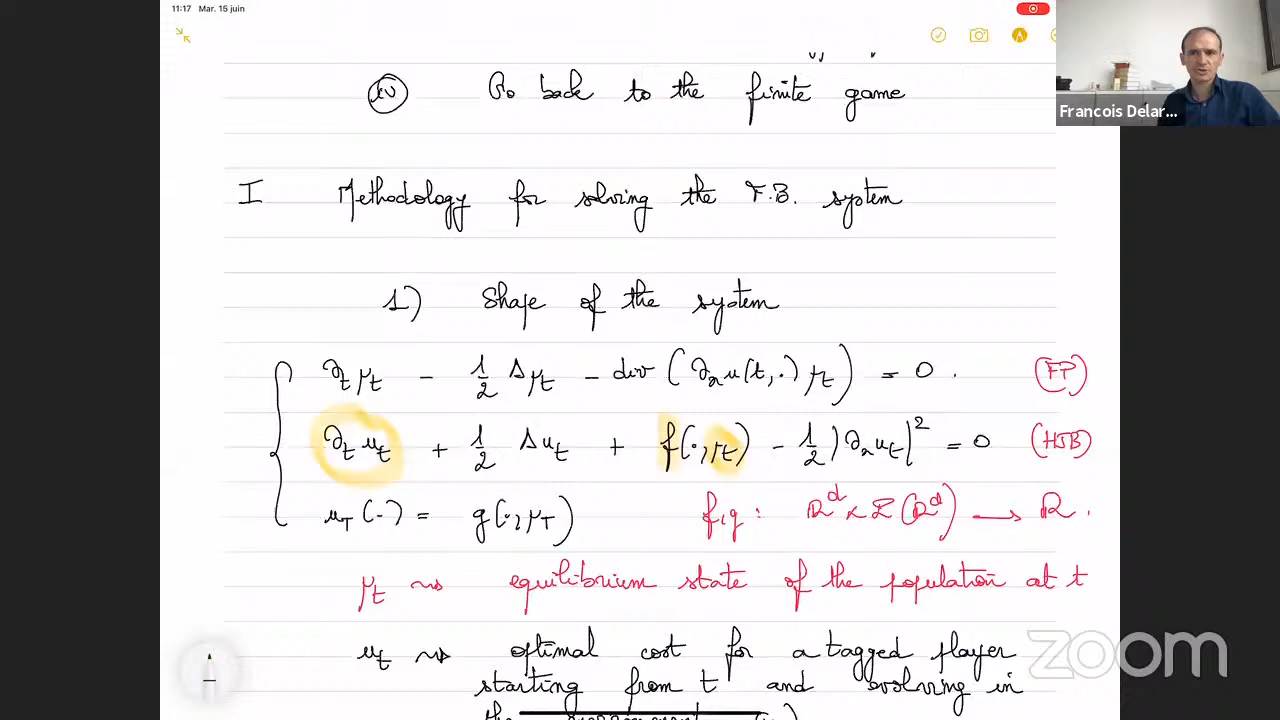 11:17 Mar. 15 juin
Francois Delar...
(iv) Go back to the finite game
I Methodology for solving the F.B. system
1) Shape of the system
∂ₜμₜ - 1/2 Δμₜ - div (∂ₓu(t,·)μₜ) = 0. (FP)
∂ₜuₜ + 1/2 Δuₜ + f(·,μₜ) - 1/2 |∂ₓuₜ|² = 0 (HJB)
u_T(·) = g(·,μ_T) f,g : ℝᵈ × P(ℝᵈ) → ℝ.
μₜ ⇝ equilibrium state of the population at t
uₜ ⇝ optimal cost for a tagged player
starting from t and evolving in
the
zoom